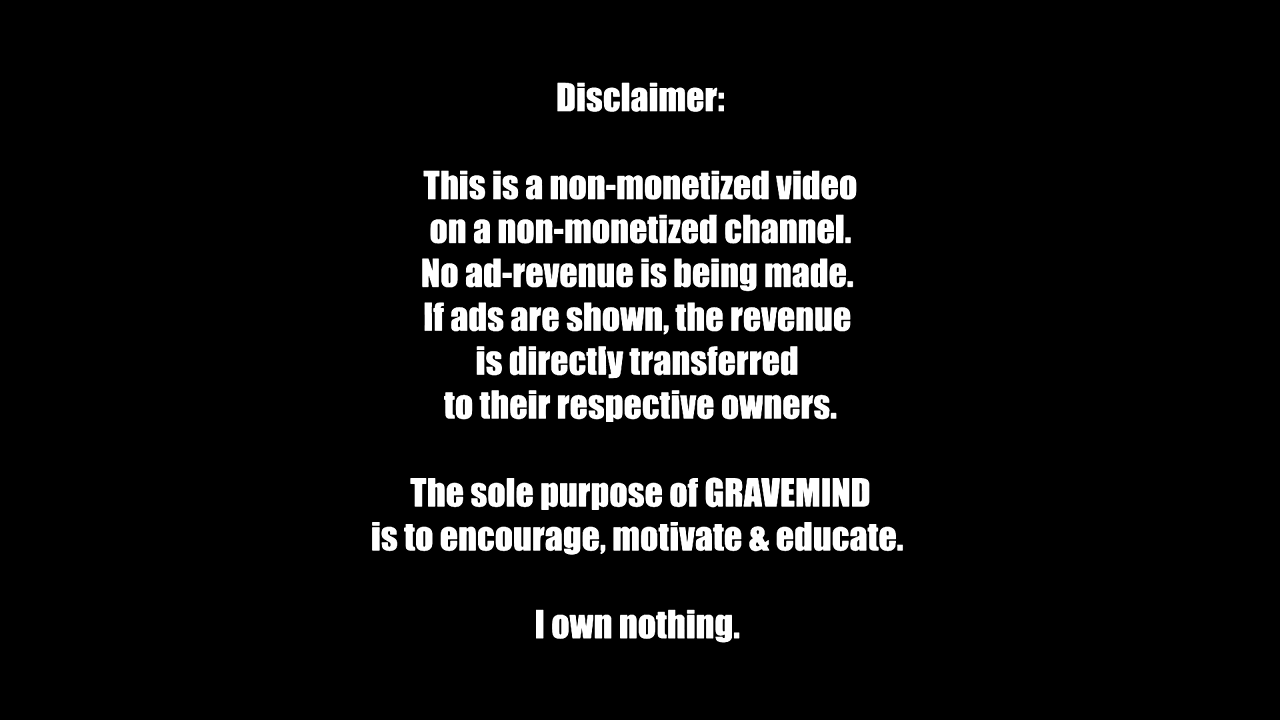 Disclaimer:
This is a non-monetized video
on a non-monetized channel.
No ad-revenue is being made.
If ads are shown, the revenue
is directly transferred
to their respective owners.
The sole purpose of GRAVEMIND
is to encourage, motivate & educate.
I own nothing.